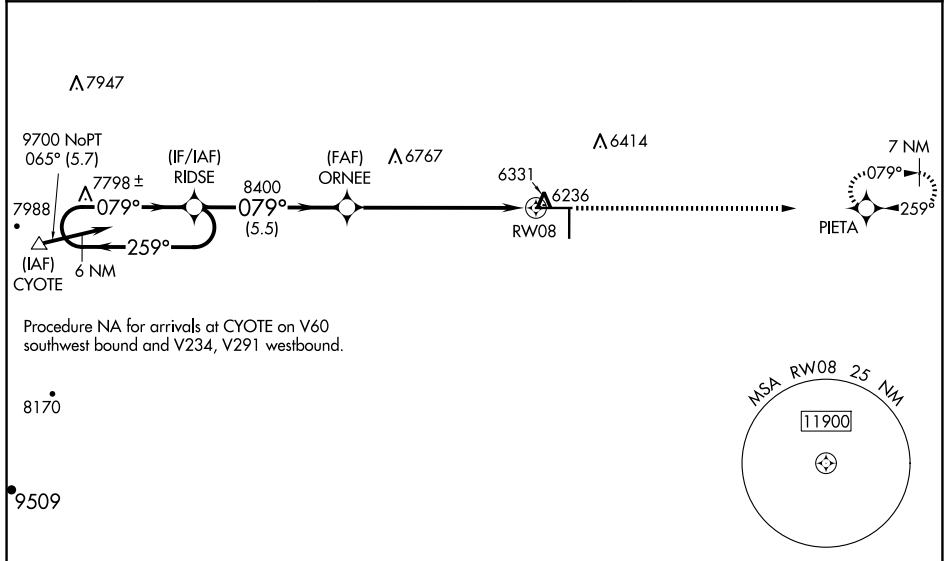 7947
9700 NoPT
065° (5.7)
(IF/IAF)
RIDSE
(FAF)
ORNEE
6767
6414
7 NM
7798 ±
079°
8400
079°
(5.5)
6331
6236
RW08
079°
259°
PIETA
7988
259°
6 NM
(IAF)
CYOTE
Procedure NA for arrivals at CYOTE on V60
southwest bound and V234, V291 westbound.
8170
9509
MSA RW08 25 NM
11900